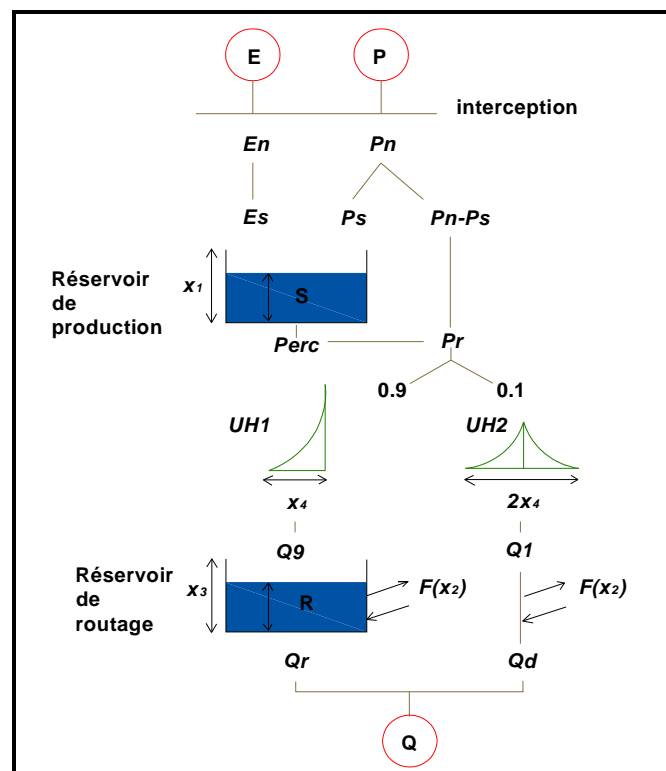 E P
interception
En Pn
Es Ps Pn-Ps
Réservoir
de
production
x1
S
Perc Pr
0.9 0.1
UH1 UH2
x4 2x4
Q9 Q1
Réservoir
de
routage
x3
R
F(x2) F(x2)
Qr Qd
Q